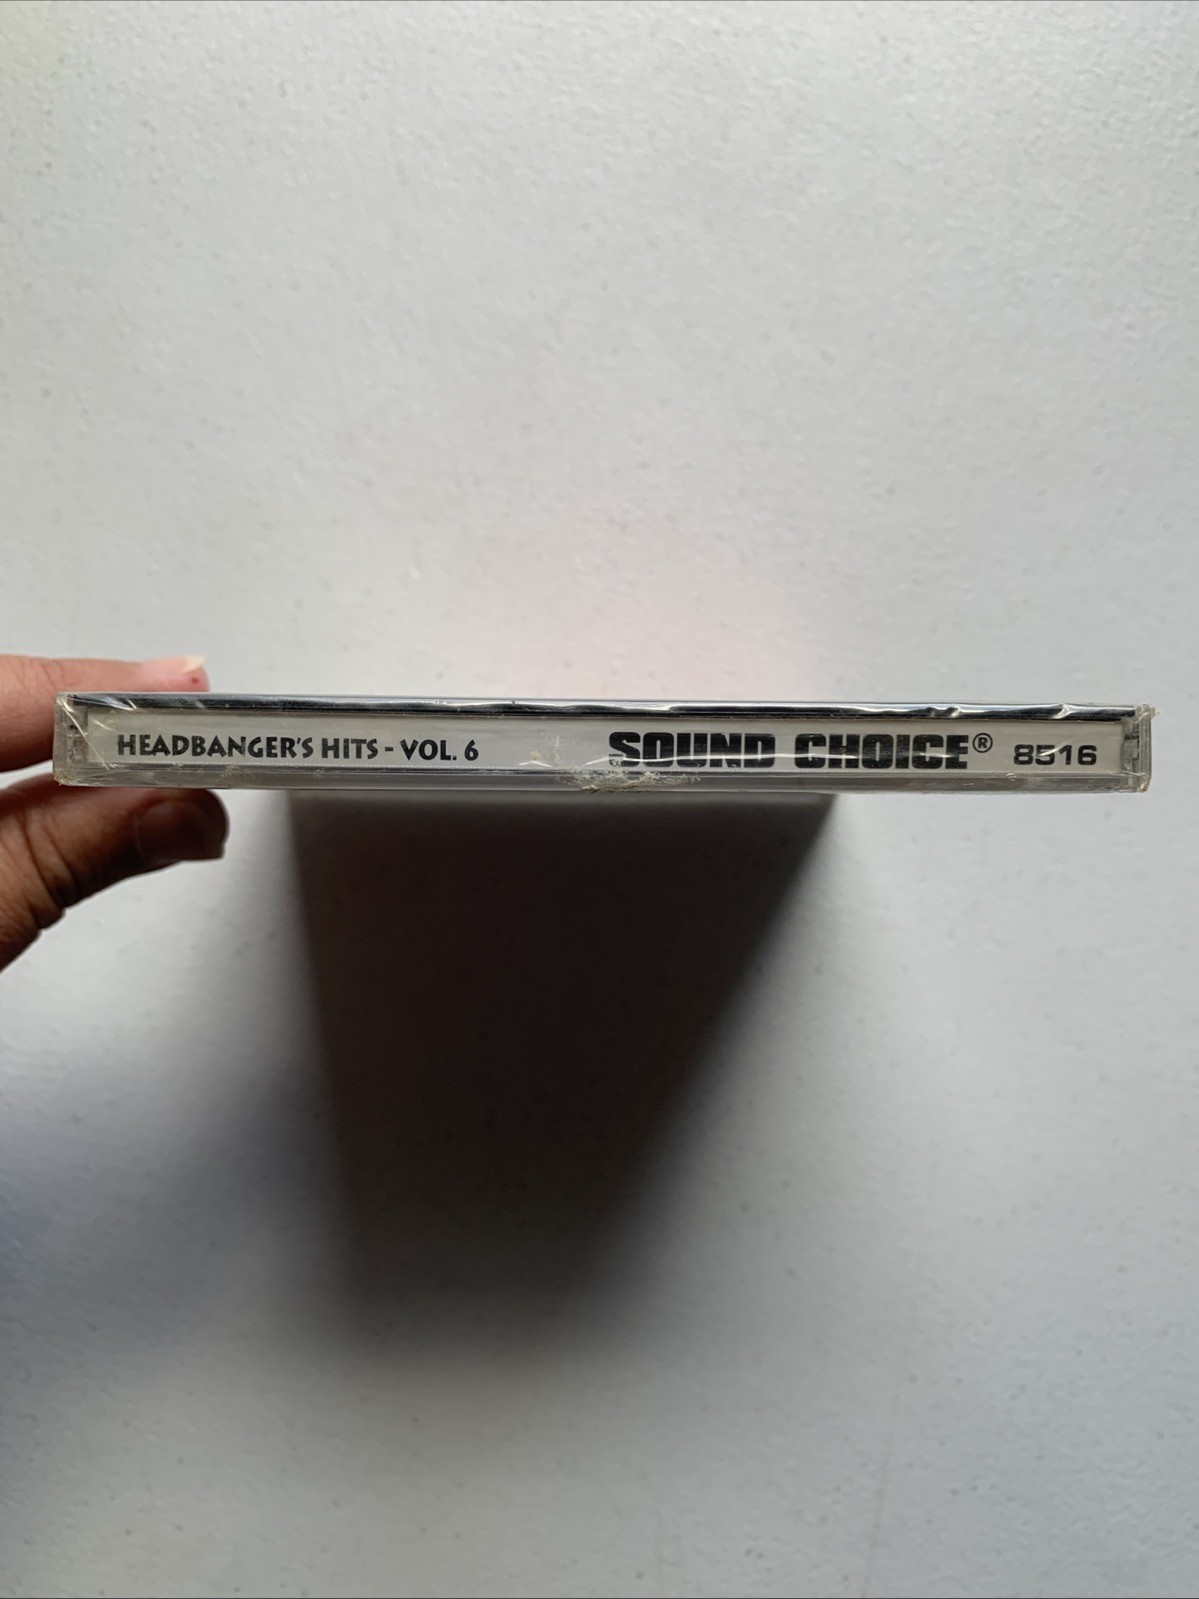 HEADBANGER'S HITS - VOL. 6 SOUND CHOICE® 8516